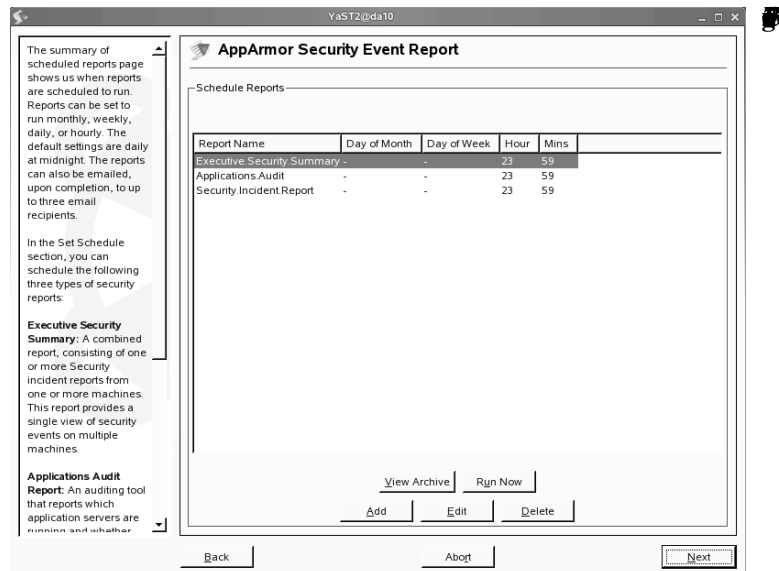 YaST2@da10
The summary of
scheduled reports page
shows us when reports
are scheduled to run.
Reports can be set to
run monthly, weekly,
daily, or hourly. The
default settings are daily
at midnight. The reports
can also be emailed,
upon completion, to up
to three email
recipients.
In the Set Schedule
section, you can
schedule the following
three types of security
reports:
Executive Security
Summary: A combined
report, consisting of one
or more Security
incident reports from
one or more machines.
This report provides a
single view of security
events on multiple
machines.
Applications Audit
Report: An auditing tool
that reports which
application servers are
running and whether
AppArmor Security Event Report
Schedule Reports
Report Name Day of Month Day of Week Hour Mins
Executive.Security.Summary - - 23 59
Applications.Audit - - 23 59
Security.Incident.Report - - 23 59
View Archive Run Now
Add Edit Delete
Back Abort Next